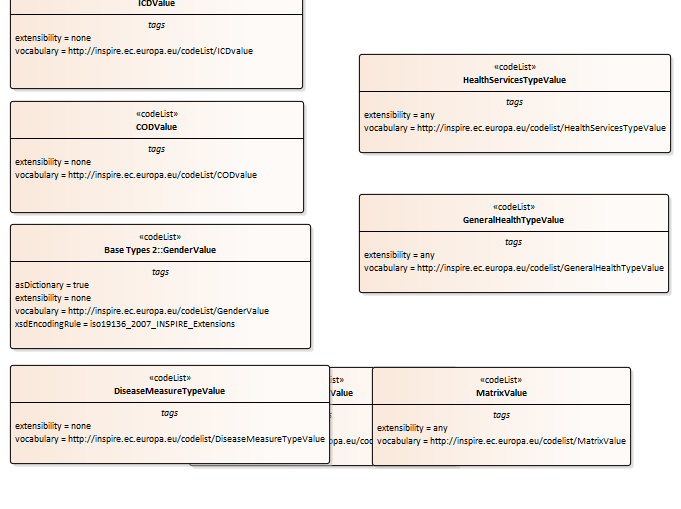 ICDValue
tags
extensibility = none
vocabulary = http://inspire.ec.europa.eu/codeList/ICDvalue
«codeList»
CODValue
tags
extensibility = none
vocabulary = http://inspire.ec.europa.eu/codeList/CODvalue
«codeList»
Base Types 2::GenderValue
tags
asDictionary = true
extensibility = none
vocabulary = http://inspire.ec.europa.eu/codeList/GenderValue
xsdEncodingRule = iso19136_2007_INSPIRE_Extensions
«codeList»
DiseaseMeasureTypeValue
tags
extensibility = none
vocabulary = http://inspire.ec.europa.eu/codelist/DiseaseMeasureTypeValue
ist»
Value
pa.eu/cod
«codeList»
MatrixValue
tags
extensibility = any
vocabulary = http://inspire.ec.europa.eu/codelist/MatrixValue
«codeList»
HealthServicesTypeValue
tags
extensibility = any
vocabulary = http://inspire.ec.europa.eu/codelist/HealthServicesTypeValue
«codeList»
GeneralHealthTypeValue
tags
extensibility = any
vocabulary = http://inspire.ec.europa.eu/codelist/GeneralHealthTypeValue